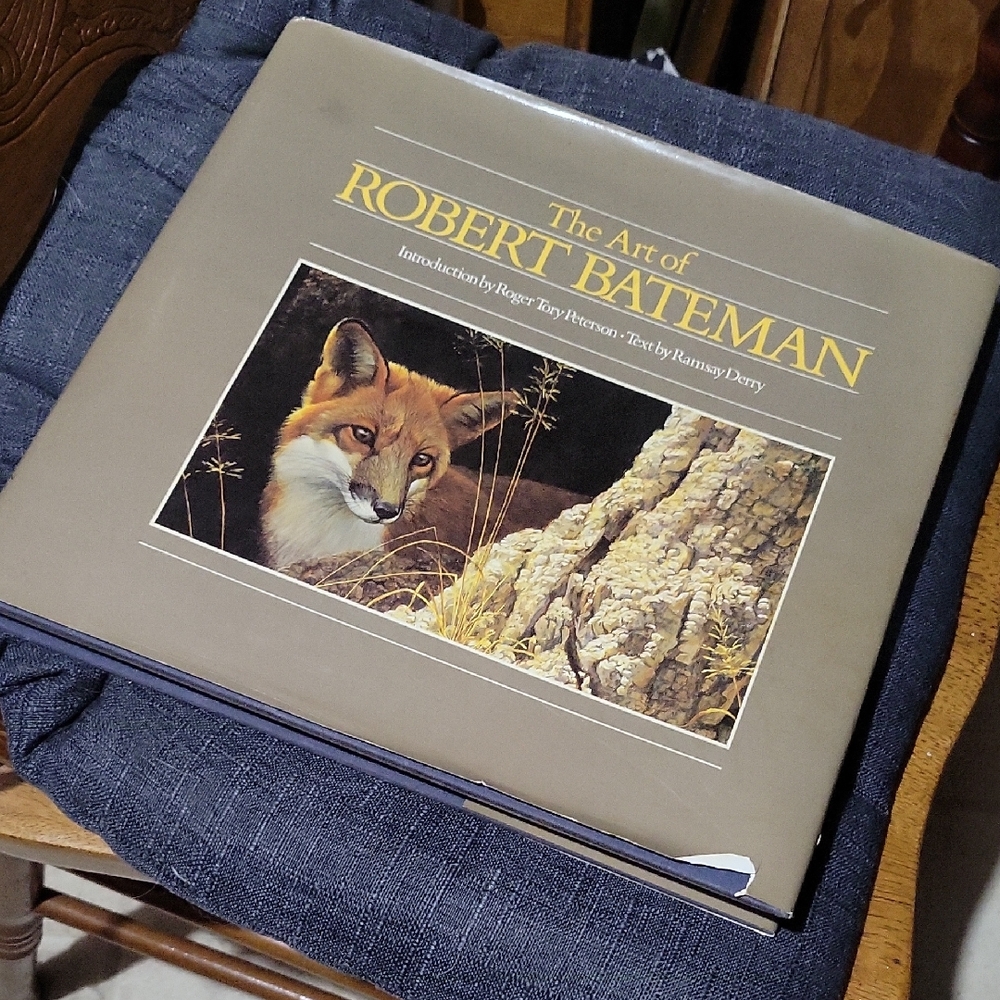 The Art of
ROBERT BATEMAN
Introduction by Roger Tory Peterson · Text by Ramsay Derry